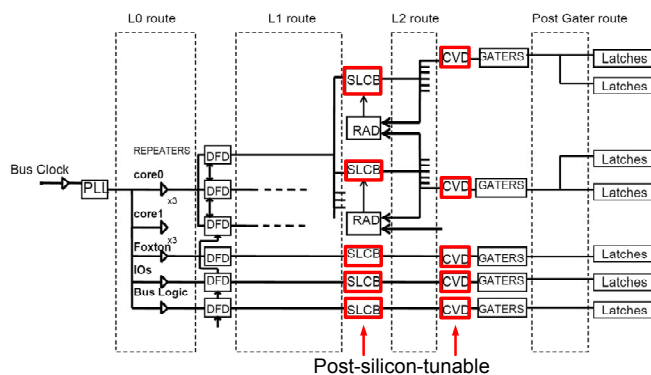 L0 route
L1 route
L2 route
Post Gater route
CVD
GATERS
Latches
SLCB
Latches
RAD
REPEATERS
DFD
Bus Clock
PLL
core0
x3
DFD
SLCB
CVD
GATERS
Latches
Latches
core1
x3
DFD
RAD
Foxton
DFD
SLCB
CVD
GATERS
Latches
IOs
DFD
SLCB
CVD
GATERS
Latches
Bus Logic
DFD
SLCB
CVD
GATERS
Latches
Post-silicon-tunable